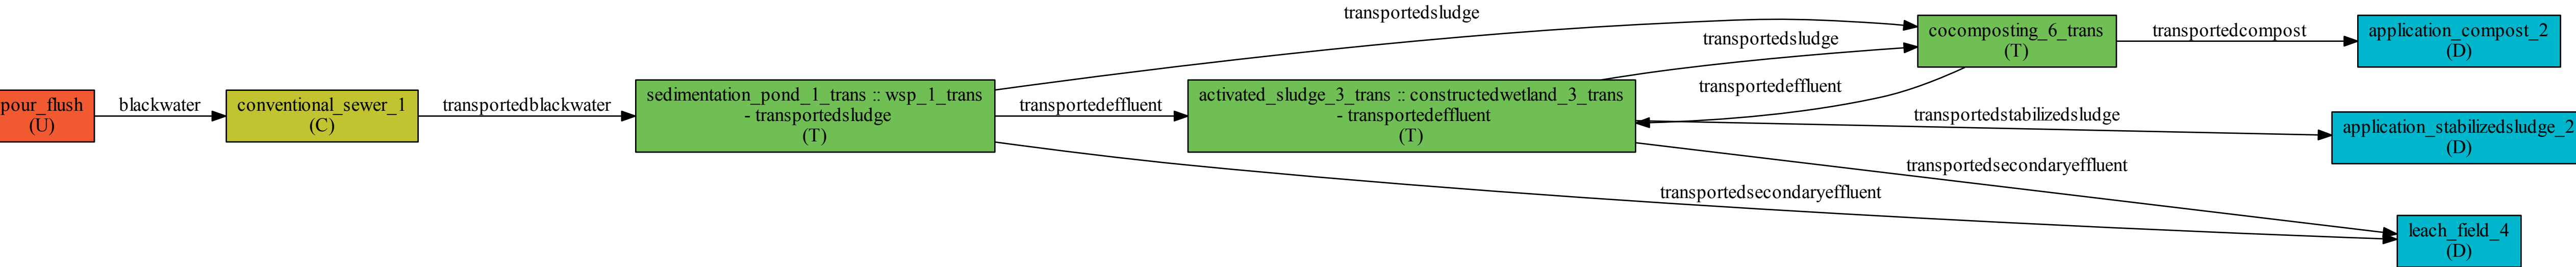 pour_flush
(U)
blackwater
conventional_sewer_1
(C)
transportedblackwater
sedimentation_pond_1_trans :: wsp_1_trans
- transportedsludge
(T)
transportedsludge
transportedeffluent
transportedsecondaryeffluent
activated_sludge_3_trans :: constructedwetland_3_trans
- transportedeffluent
(T)
transportedsludge
transportedeffluent
transportedstabilizedsludge
transportedsecondaryeffluent
cocomposting_6_trans
(T)
transportedcompost
application_compost_2
(D)
application_stabilizedsludge_2
(D)
leach_field_4
(D)